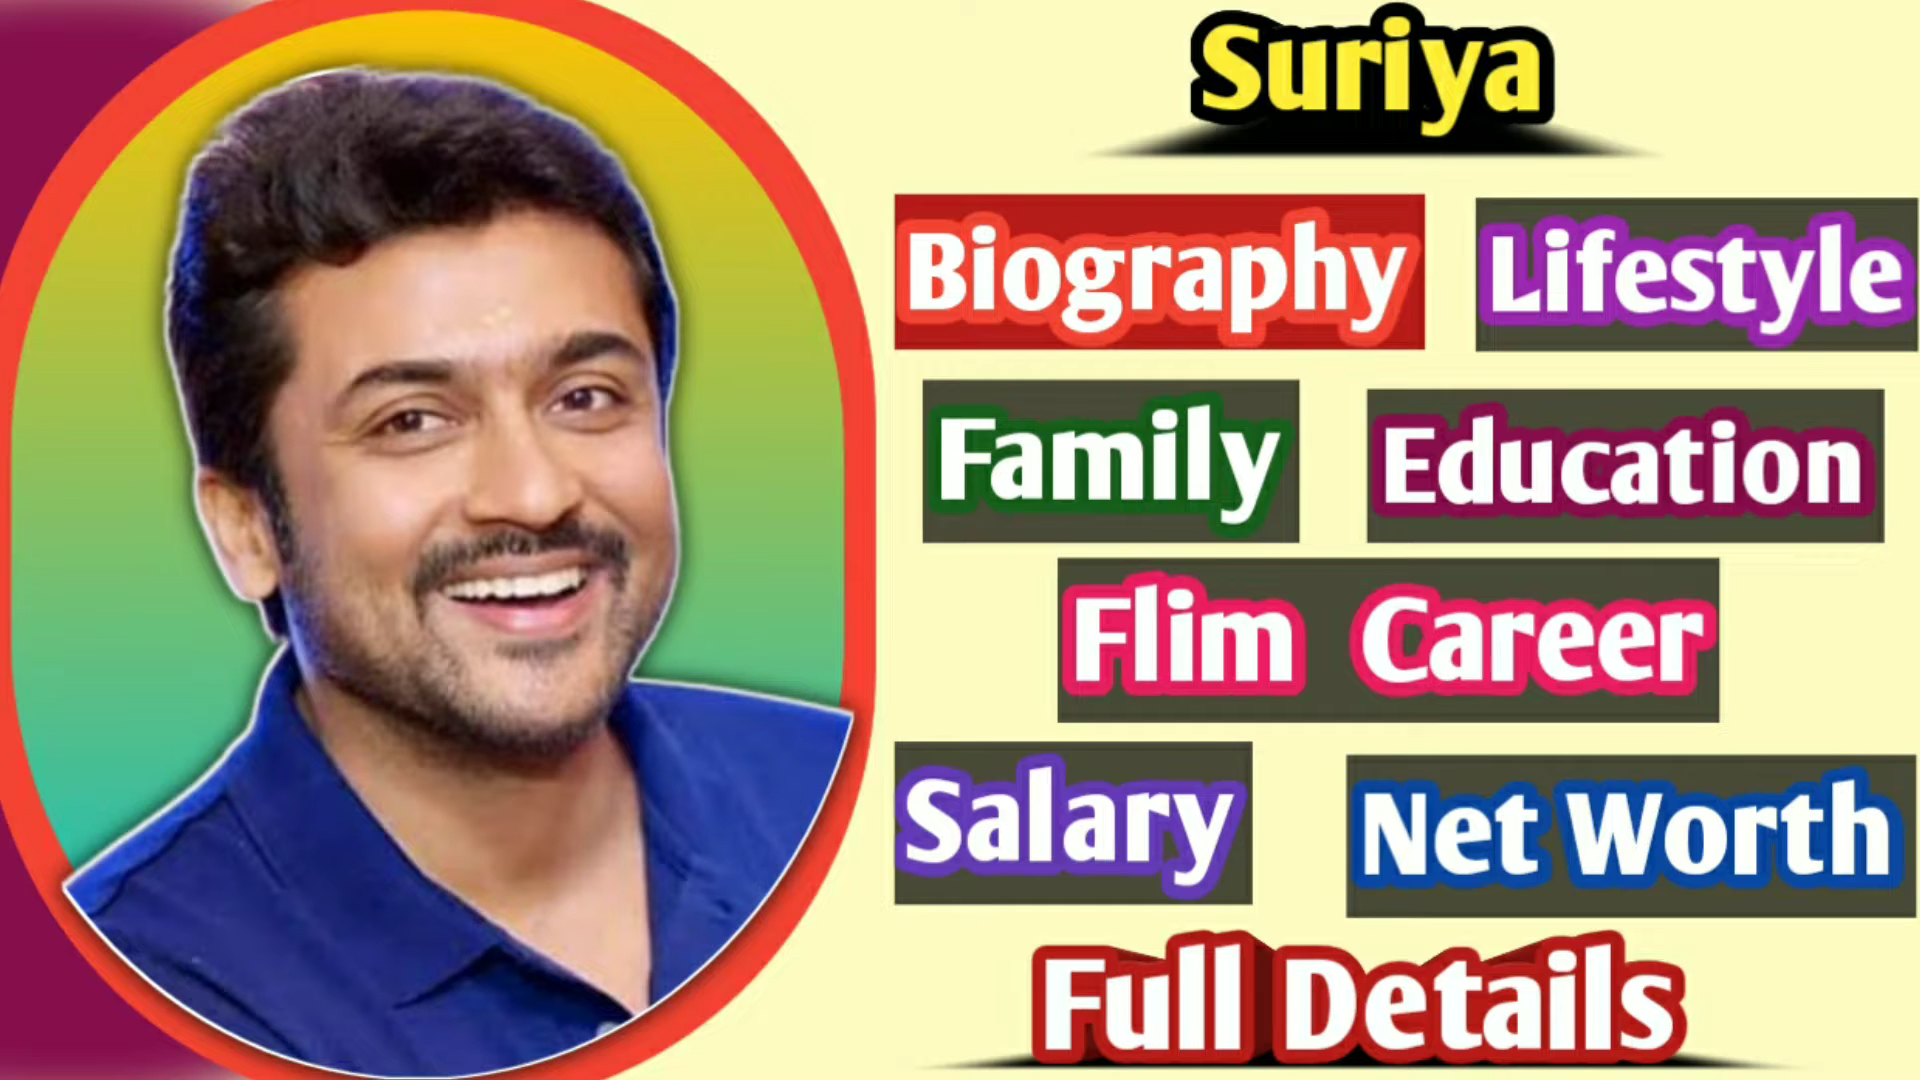 Suriya
Biography Lifestyle
Family Education
Flim Career
Salary Net Worth
Full Details